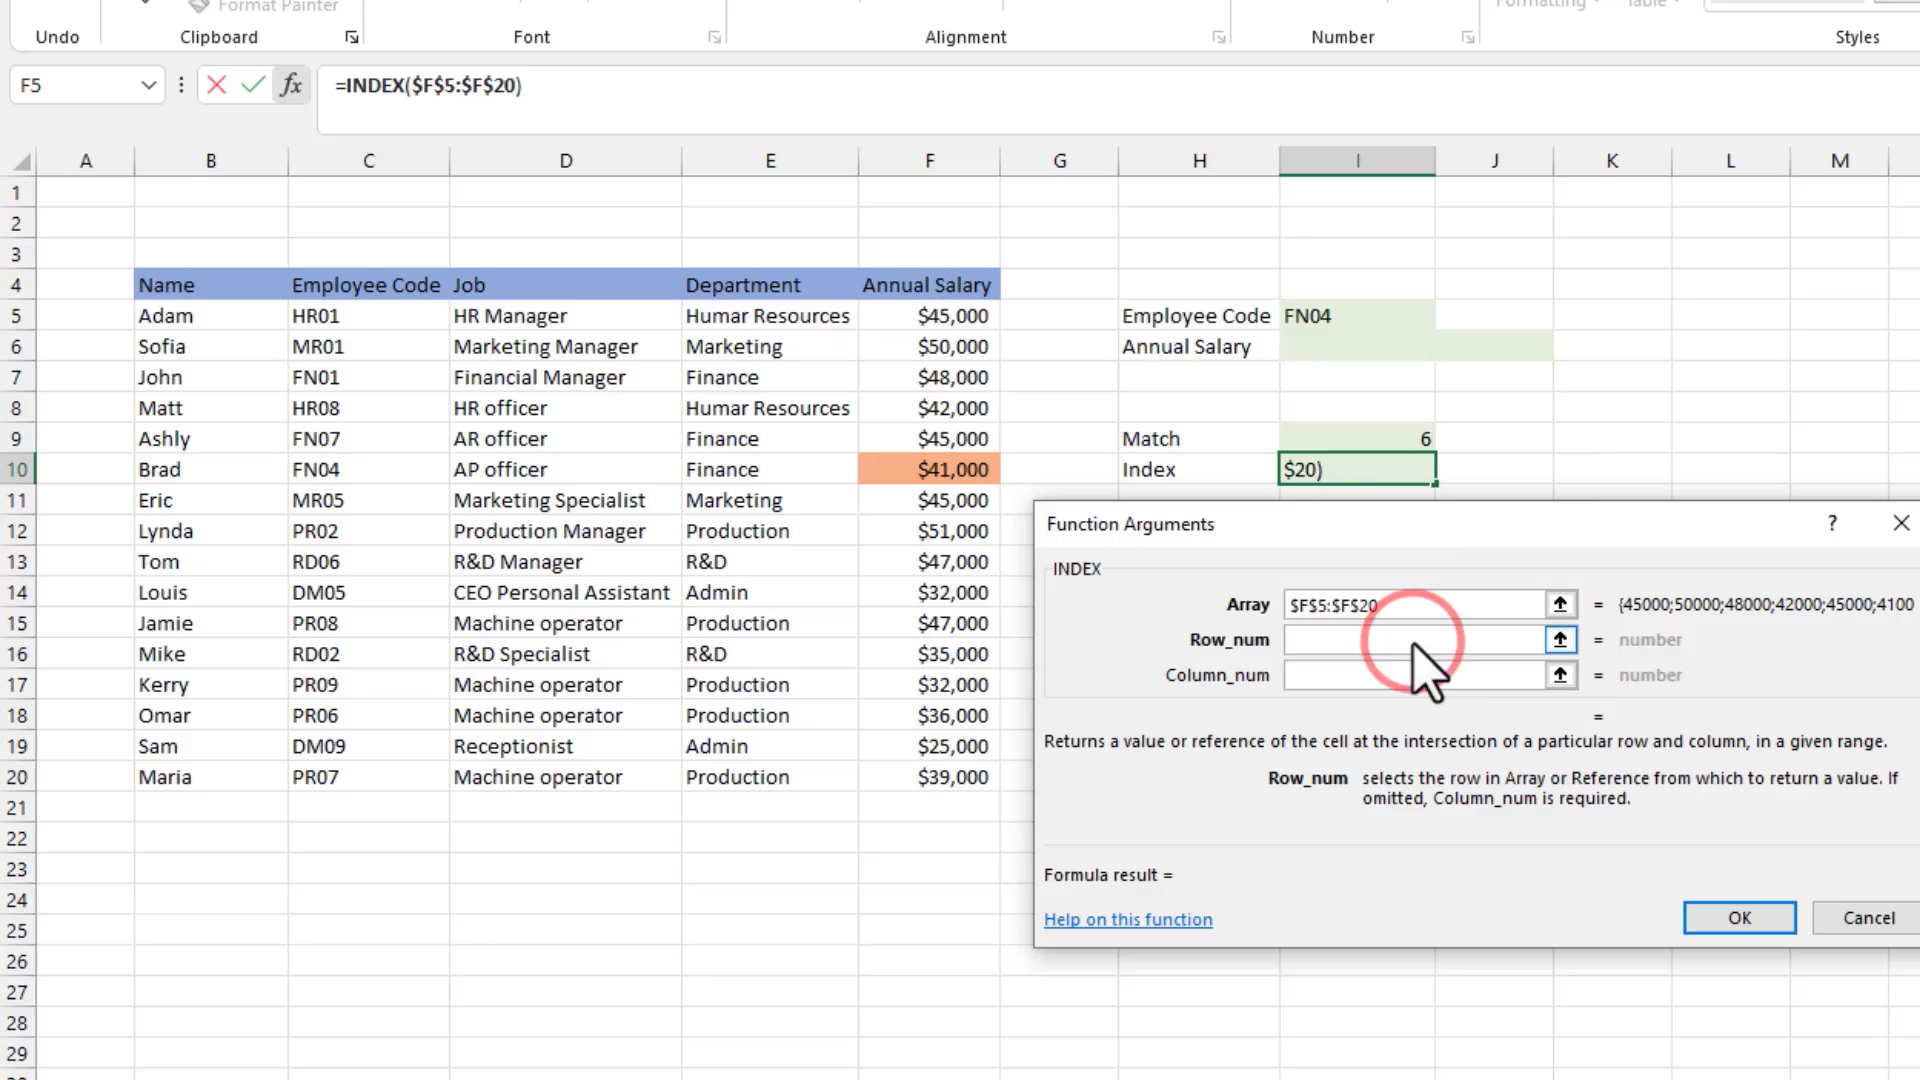 Format Painter
Undo Clipboard Font Alignment Number Styles
F5 fx =INDEX($F$5:$F$20)
A B C D E F G H I J K L M
1
2
3
4 Name Employee Code Job Department Annual Salary
5 Adam HR01 HR Manager Humar Resources $45,000 Employee Code FN04
6 Sofia MR01 Marketing Manager Marketing $50,000 Annual Salary
7 John FN01 Financial Manager Finance $48,000
8 Matt HR08 HR officer Humar Resources $42,000
9 Ashly FN07 AR officer Finance $45,000 Match 6
10 Brad FN04 AP officer Finance $41,000 Index $20)
11 Eric MR05 Marketing Specialist Marketing $45,000
12 Lynda PR02 Production Manager Production $51,000
13 Tom RD06 R&D Manager R&D $47,000
14 Louis DM05 CEO Personal Assistant Admin $32,000
15 Jamie PR08 Machine operator Production $47,000
16 Mike RD02 R&D Specialist R&D $35,000
17 Kerry PR09 Machine operator Production $32,000
18 Omar PR06 Machine operator Production $36,000
19 Sam DM09 Receptionist Admin $25,000
20 Maria PR07 Machine operator Production $39,000
21
22
23
24
25
26
27
28
29
Function Arguments ?
INDEX
Array $F$5:$F$20 = {45000;50000;48000;42000;45000;4100
Row_num = number
Column_num = number
=
Returns a value or reference of the cell at the intersection of a particular row and column, in a given range.
Row_num selects the row in Array or Reference from which to return a value. If
omitted, Column_num is required.
Formula result =
Help on this function OK Cancel